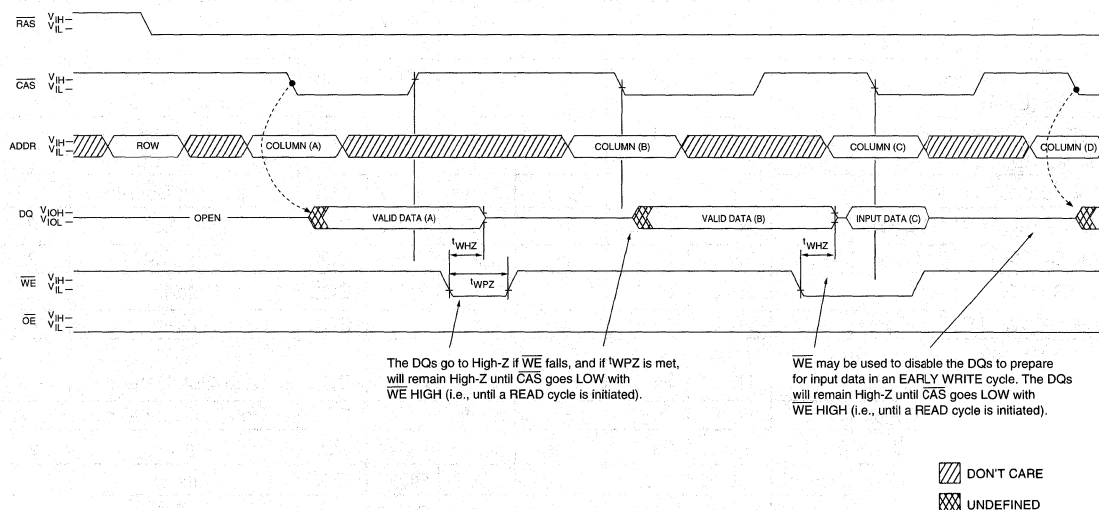 RAS VIH VIL
CAS VIH VIL
ADDR VIH VIL ROW COLUMN (A) COLUMN (B) COLUMN (C) COLUMN (D)
DQ VIOH VIOL OPEN VALID DATA (A) VALID DATA (B) INPUT DATA (C)
tWHZ tWHZ
tWPZ
WE VIH VIL
OE VIH VIL
The DQs go to High-Z if WE falls, and if tWPZ is met,
will remain High-Z until CAS goes LOW with
WE HIGH (i.e., until a READ cycle is initiated).
WE may be used to disable the DQs to prepare
for input data in an EARLY WRITE cycle. The DQs
will remain High-Z until CAS goes LOW with
WE HIGH (i.e., until a READ cycle is initiated).
DON'T CARE
UNDEFINED